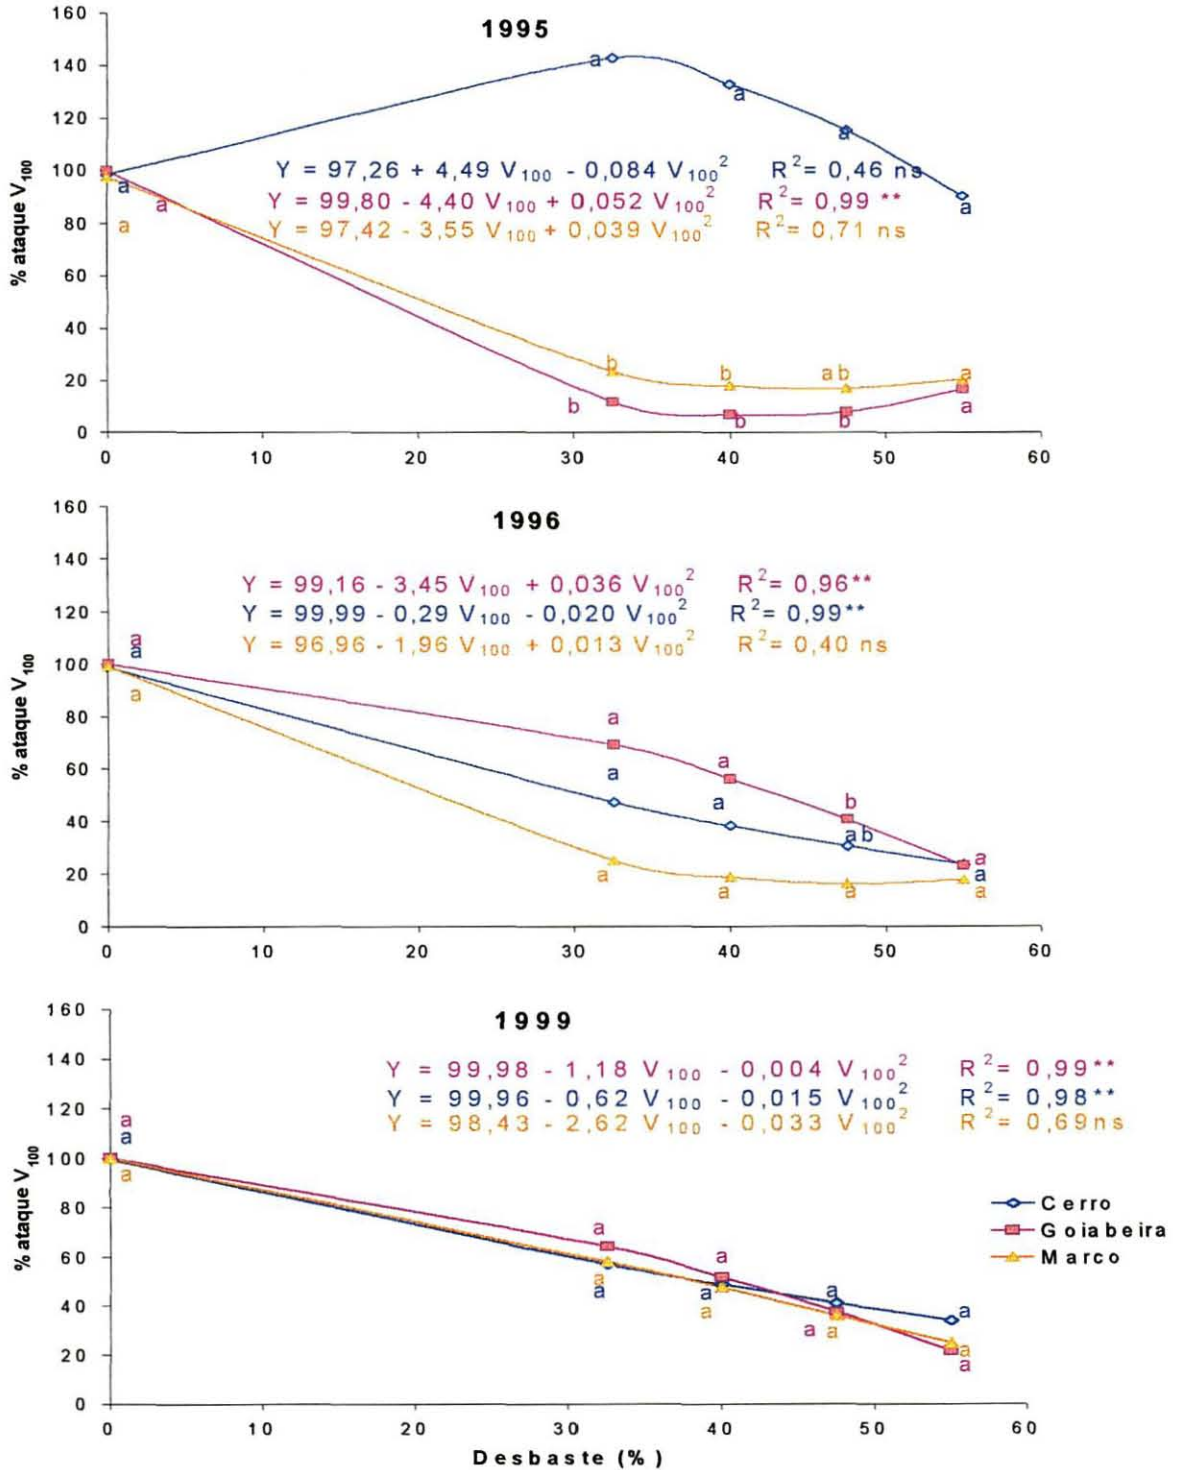 1995
160
140
120
100
80
60
40
20
0
% ataque V100
Y = 97,26 + 4,49 V100 - 0,084 V100² R²= 0,46 ns
Y = 99,80 - 4,40 V100 + 0,052 V100² R²= 0,99 **
Y = 97,42 - 3,55 V100 + 0,039 V100² R²= 0,71 ns
a a a a
a a a
a
b b a b a
b b b a
0 10 20 30 40 50 60
1996
160
140
120
100
80
60
40
20
0
% ataque V100
Y = 99,16 - 3,45 V100 + 0,036 V100² R²= 0,96**
Y = 99,99 - 0,29 V100 - 0,020 V100² R²= 0,99**
Y = 96,96 - 1,96 V100 + 0,013 V100² R²= 0,40 ns
a a a b a
a a a a b a
a a a a a
0 10 20 30 40 50 60
1999
160
140
120
100
80
60
40
20
0
% ataque V100
Y = 99,98 - 1,18 V100 - 0,004 V100² R²= 0,99**
Y = 99,96 - 0,62 V100 - 0,015 V100² R²= 0,98**
Y = 98,43 - 2,62 V100 - 0,033 V100² R²= 0,69ns
a a a a a
a a a a a
a a a a a
Cerro
Goiabeira
Marco
0 10 20 30 40 50 60
Desbaste (%)